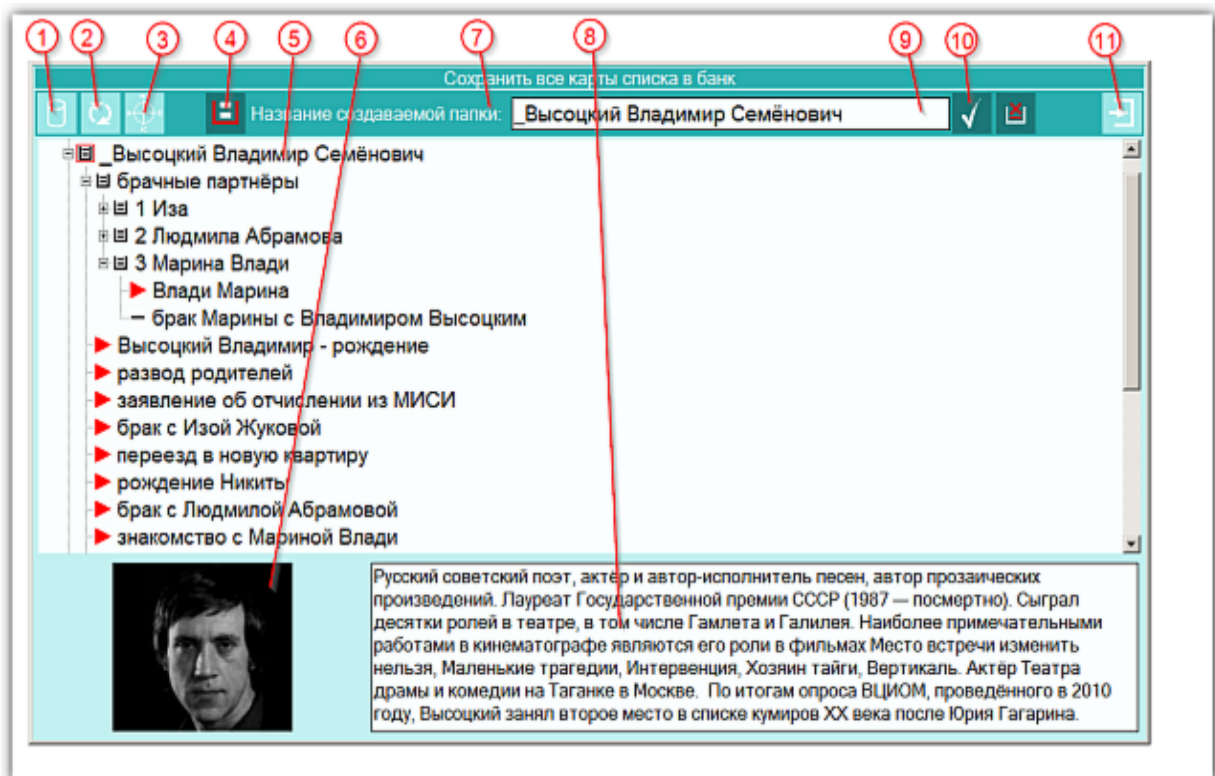 1 2 3 4 5 6 7 8 9 10 11
Сохранить все карты списка в банк
Название создаваемой папки: _Высоцкий Владимир Семёнович
_Высоцкий Владимир Семёнович
брачные партнёры
1 Иза
2 Людмила Абрамова
3 Марина Влади
Влади Марина
брак Марины с Владимиром Высоцким
Высоцкий Владимир - рождение
развод родителей
заявление об отчислении из МИСИ
брак с Изой Жуковой
переезд в новую квартиру
рождение Никиты
брак с Людмилой Абрамовой
знакомство с Мариной Влади
Русский советский поэт, актёр и автор-исполнитель песен, автор прозаических
произведений. Лауреат Государственной премии СССР (1987 — посмертно). Сыграл
десятки ролей в театре, в том числе Гамлета и Галилея. Наиболее примечательными
работами в кинематографе являются его роли в фильмах Место встречи изменить
нельзя, Маленькие трагедии, Интервенция, Хозяин тайги, Вертикаль. Актёр Театра
драмы и комедии на Таганке в Москве. По итогам опроса ВЦИОМ, проведённого в 2010
году, Высоцкий занял второе место в списке кумиров XX века после Юрия Гагарина.